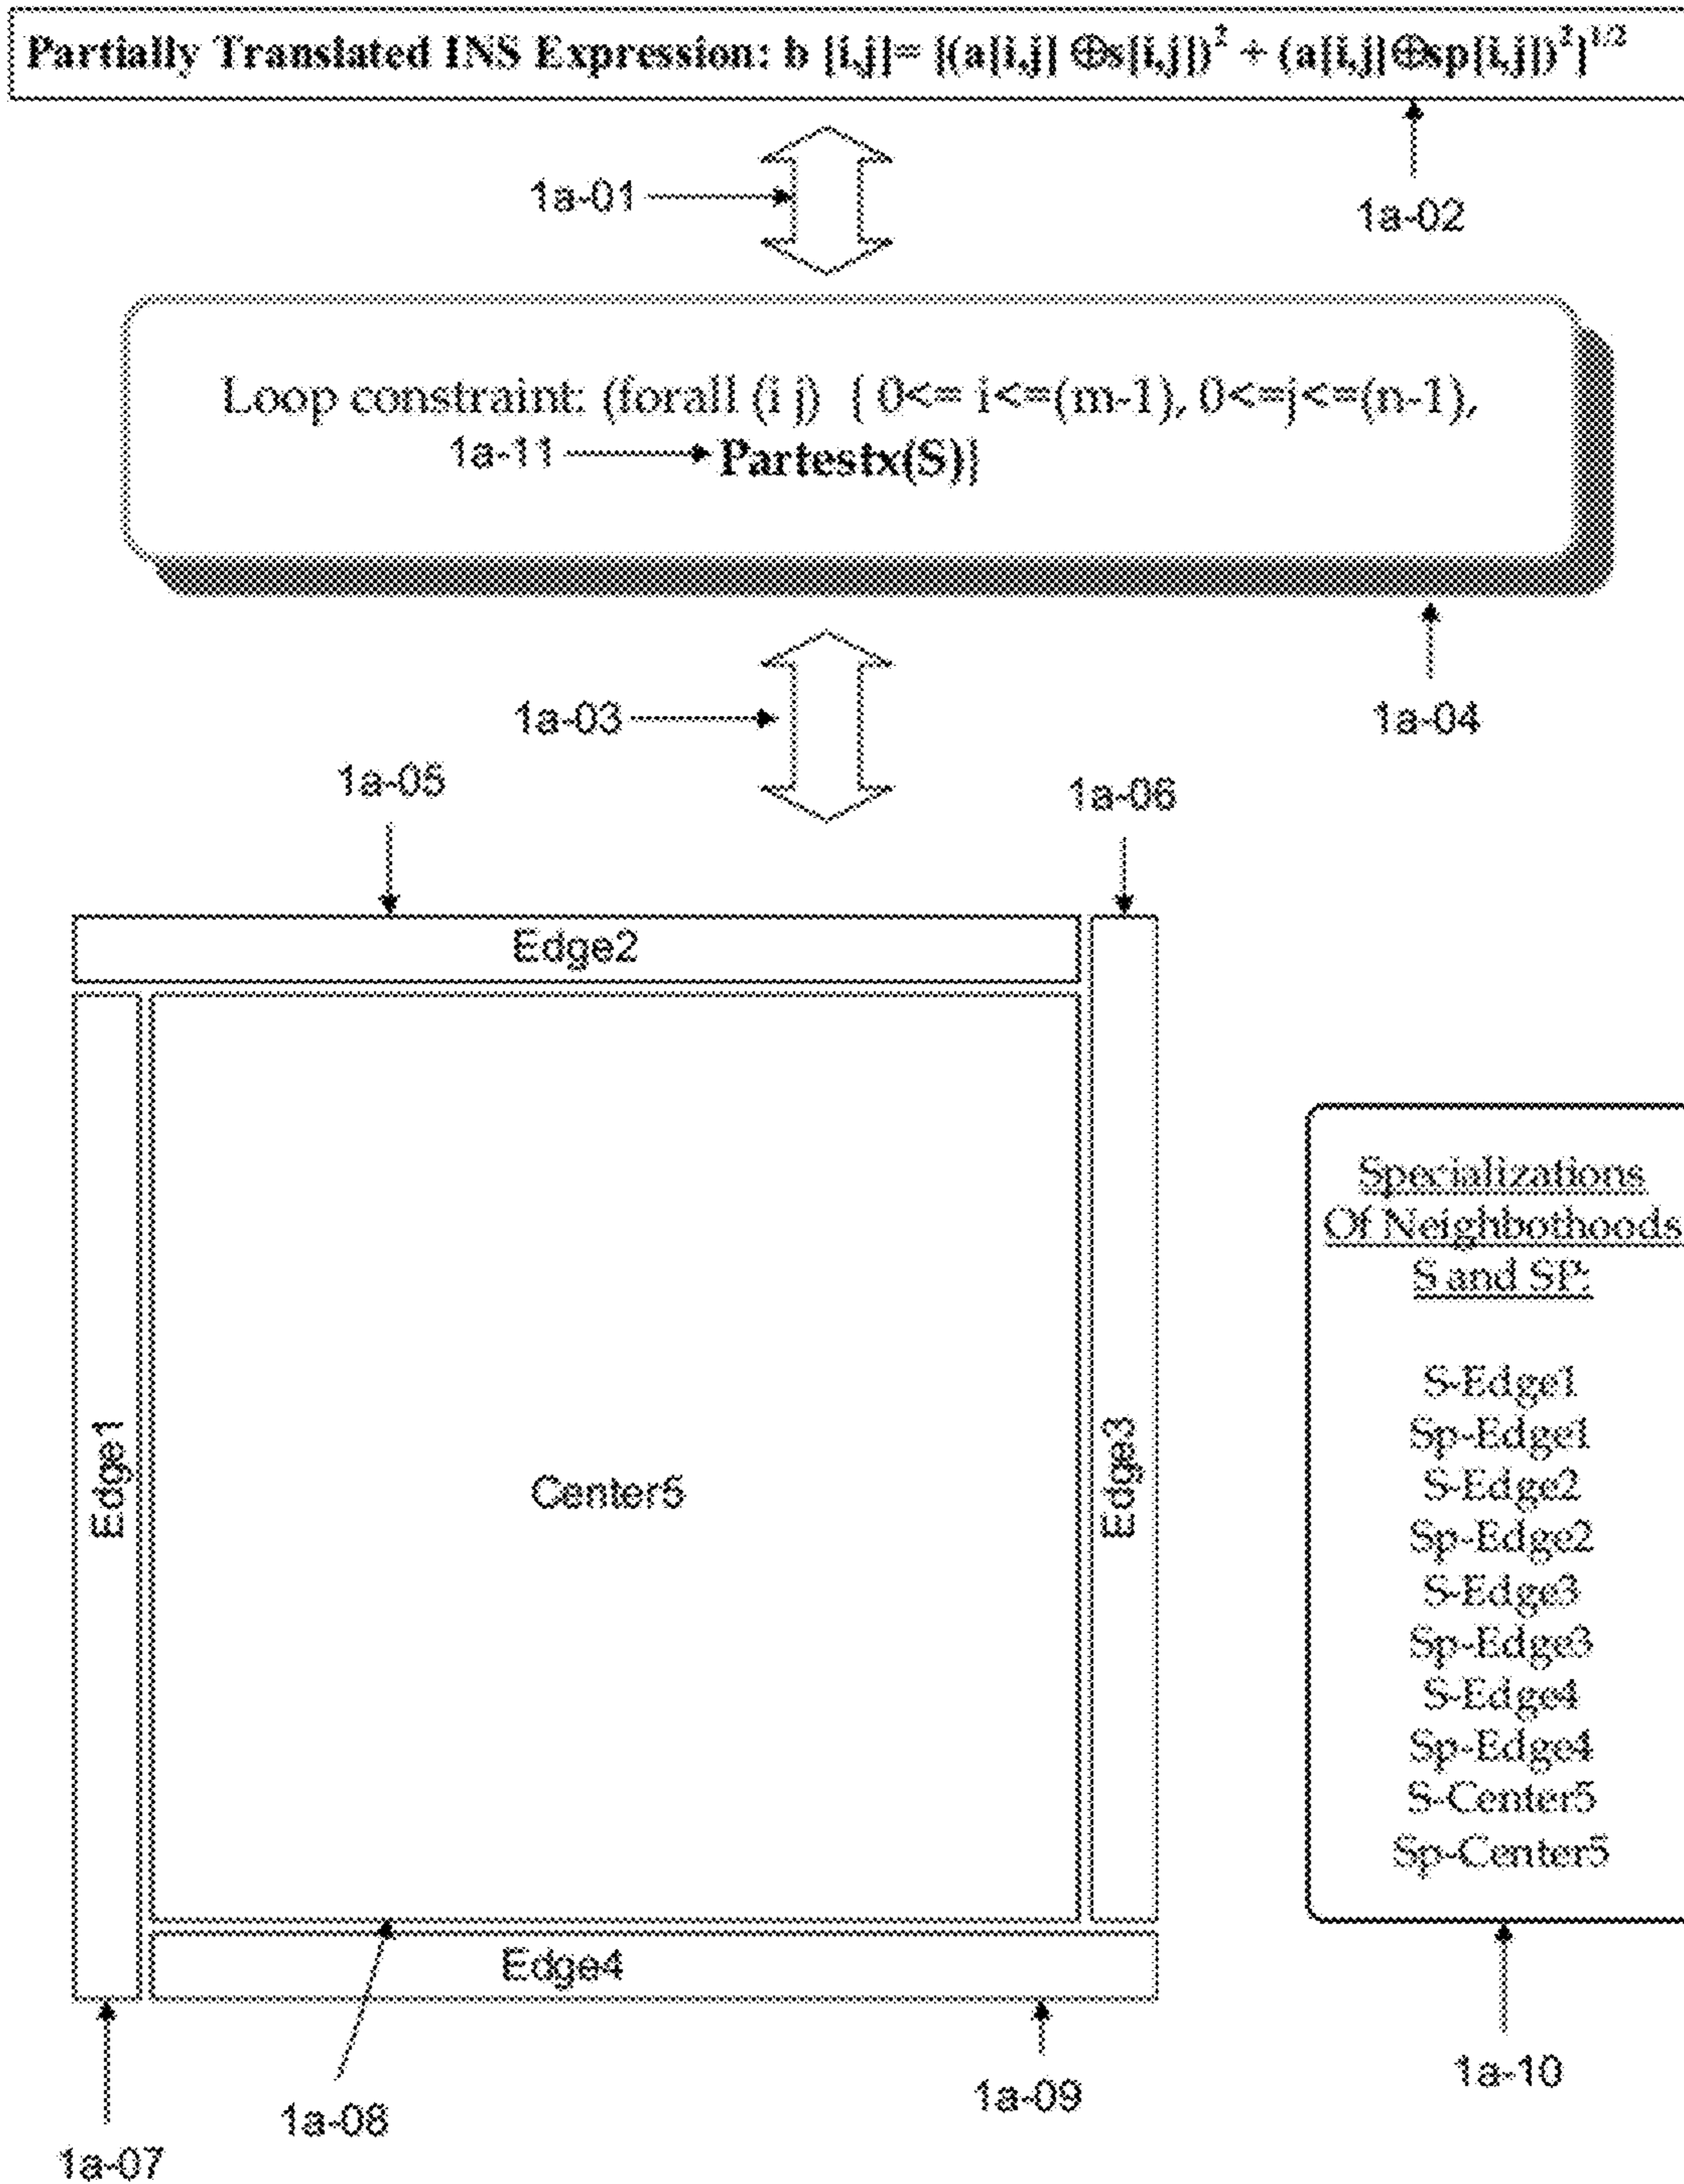 Partially Translated INS Expression: b [i,j]= [(a[i,j] ⊕s[i,j])² + (a[i,j]⊕sp[i,j])²]^1/2
1a-01
1a-02
Loop constraint: (forall (i j) { 0<= i<=(m-1), 0<=j<=(n-1),
1a-11
Partestx(S)}
1a-03
1a-04
1a-05
1a-06
Edge2
Edge1
Center5
Edge3
Edge4
Specializations
Of Neighbothoods
S and SP:
S-Edge1
Sp-Edge1
S-Edge2
Sp-Edge2
S-Edge3
Sp-Edge3
S-Edge4
Sp-Edge4
S-Center5
Sp-Center5
1a-07
1a-08
1a-09
1a-10